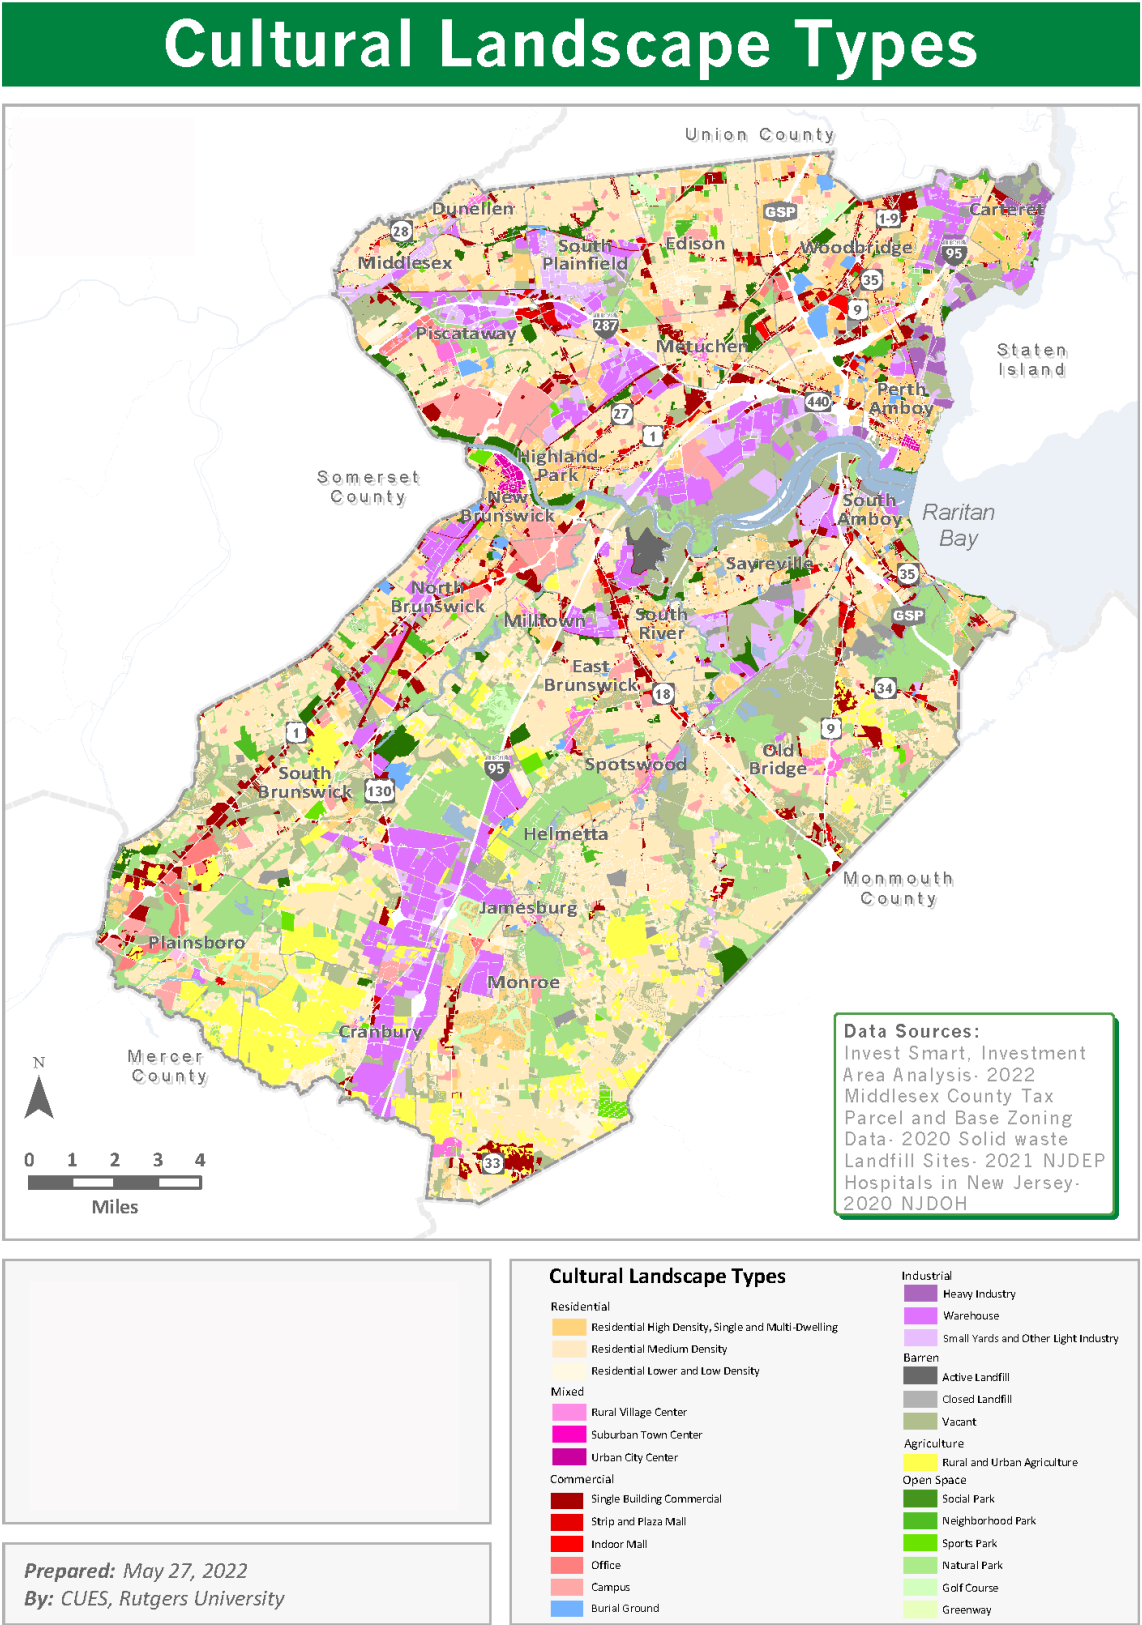 Cultural Landscape Types
Union County
Dunellen
GSP
1-9
Carteret
28
South
Plainfield
Edison
Woodbridge
95
Middlesex
35
9
287
Piscataway
Metuchen
Staten
Island
Perth
Amboy
440
27
1
Highland
Park
Somerset
County
New
Brunswick
South
Amboy
Raritan
Bay
Sayreville
35
North
Brunswick
Milltown
South
River
GSP
East
Brunswick
18
34
1
9
Old
Bridge
95
Spotswood
South
Brunswick
130
Helmetta
Monmouth
County
Jamesburg
Plainsboro
Monroe
Cranbury
Mercer
County
33
N
0 1 2 3 4
Miles
Data Sources:
Invest Smart, Investment
Area Analysis- 2022
Middlesex County Tax
Parcel and Base Zoning
Data- 2020 Solid waste
Landfill Sites- 2021 NJDEP
Hospitals in New Jersey-
2020 NJDOH
Prepared: May 27, 2022
By: CUES, Rutgers University
Cultural Landscape Types
Residential
Residential High Density, Single and Multi-Dwelling
Residential Medium Density
Residential Lower and Low Density
Mixed
Rural Village Center
Suburban Town Center
Urban City Center
Commercial
Single Building Commercial
Strip and Plaza Mall
Indoor Mall
Office
Campus
Burial Ground
Industrial
Heavy Industry
Warehouse
Small Yards and Other Light Industry
Barren
Active Landfill
Closed Landfill
Vacant
Agriculture
Rural and Urban Agriculture
Open Space
Social Park
Neighborhood Park
Sports Park
Natural Park
Golf Course
Greenway